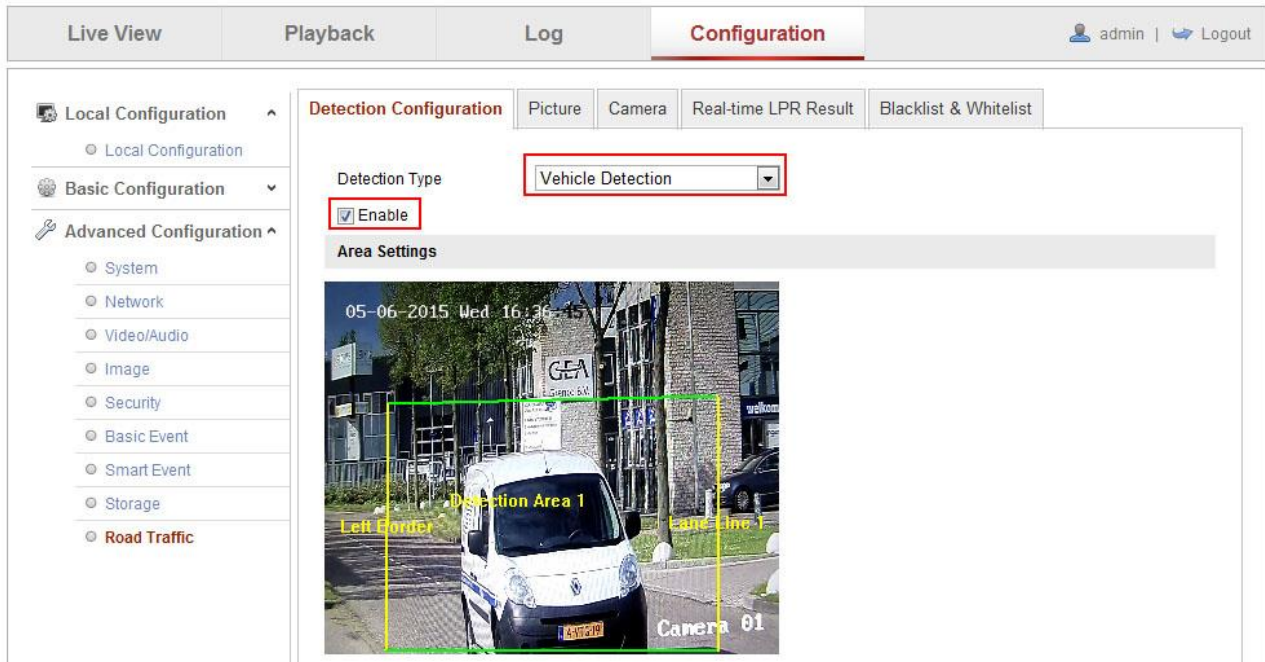 Live View
Playback
Log
Configuration
admin | Logout
Local Configuration
Local Configuration
Basic Configuration
Advanced Configuration
System
Network
Video/Audio
Image
Security
Basic Event
Smart Event
Storage
Road Traffic
Detection Configuration
Picture
Camera
Real-time LPR Result
Blacklist & Whitelist
Detection Type
Vehicle Detection
Enable
Area Settings
05-06-2015 Wed 16:36:45
GEA
welkom
Detection Area 1
Left Border
Lane Line 1
Camera 01